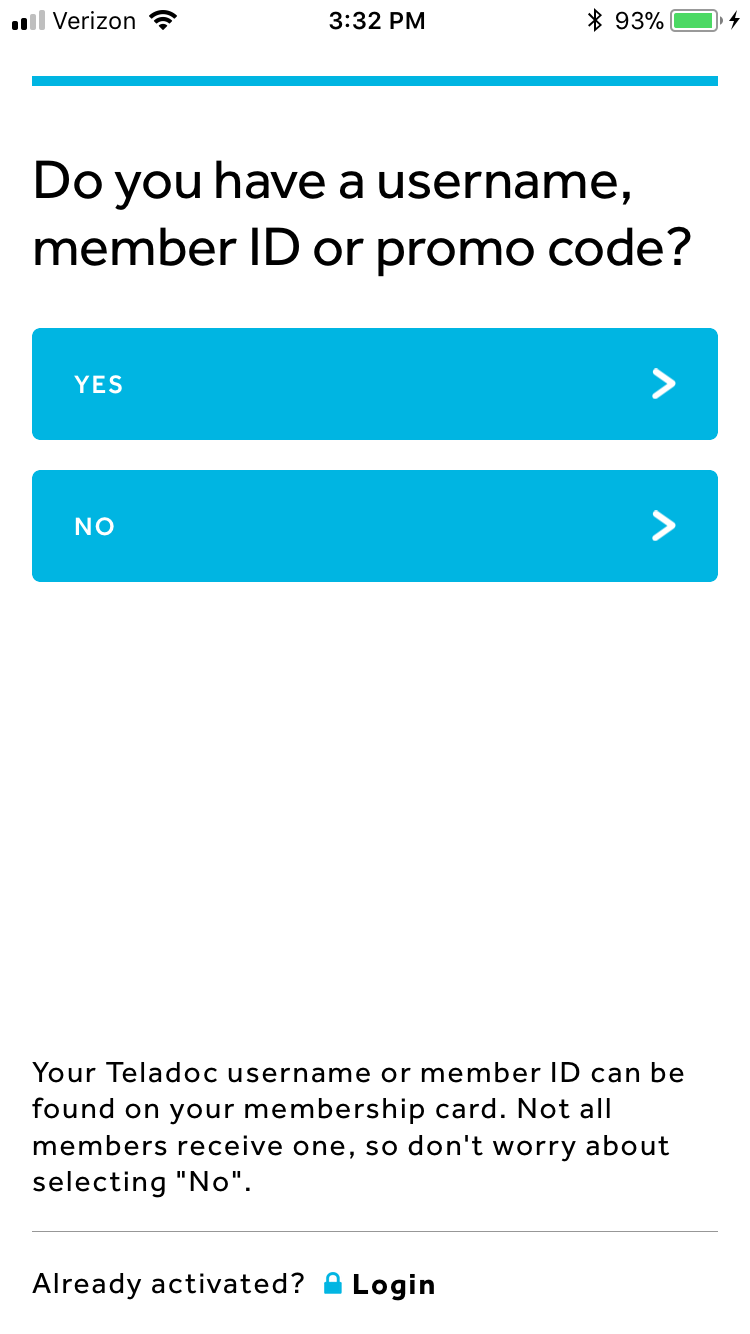 Verizon 3:32 PM 93%
Do you have a username,
member ID or promo code?
YES
NO
Your Teladoc username or member ID can be
found on your membership card. Not all
members receive one, so don't worry about
selecting "No".
Already activated? Login